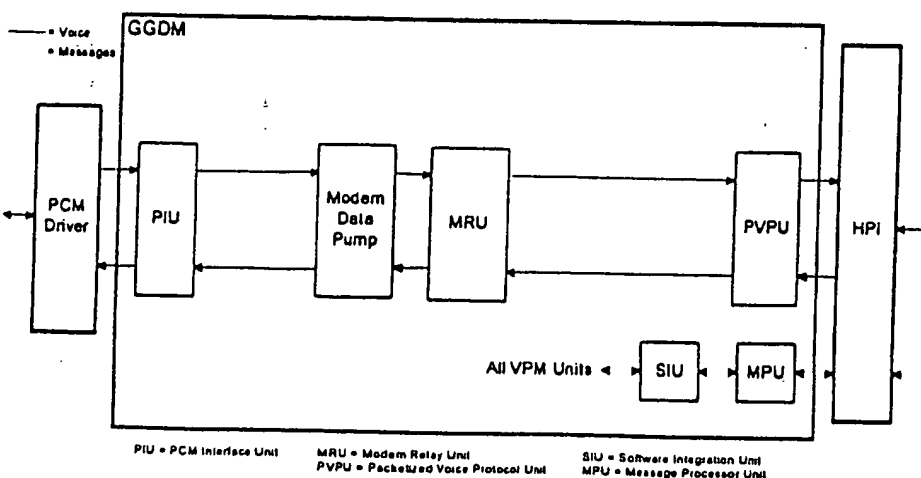 GGDM
= Voice
= Messages
PCM
Driver
PIU
Modem
Data
Pump
MRU
PVPU
HPI
All VPM Units
SIU
MPU
PIU = PCM Interface Unit
MRU = Modem Relay Unit
SIU = Software Integration Unit
PVPU = Packetized Voice Protocol Unit
MPU = Message Processor Unit